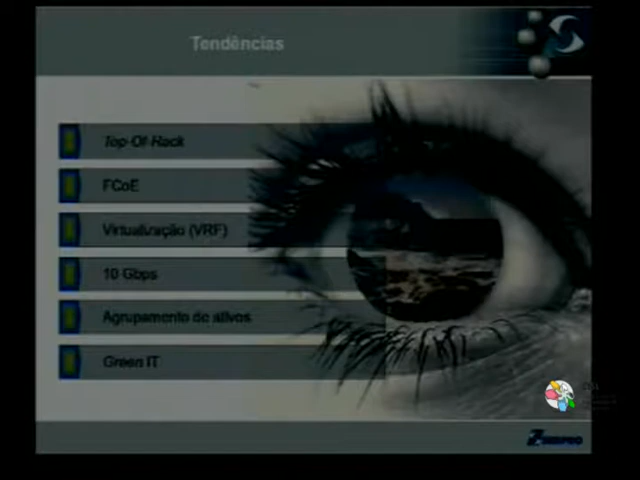 Tendências
Top-Of-Rack
FCoE
Virtualização (VRF)
10 Gbps
Agrupamento de ativos
Green IT